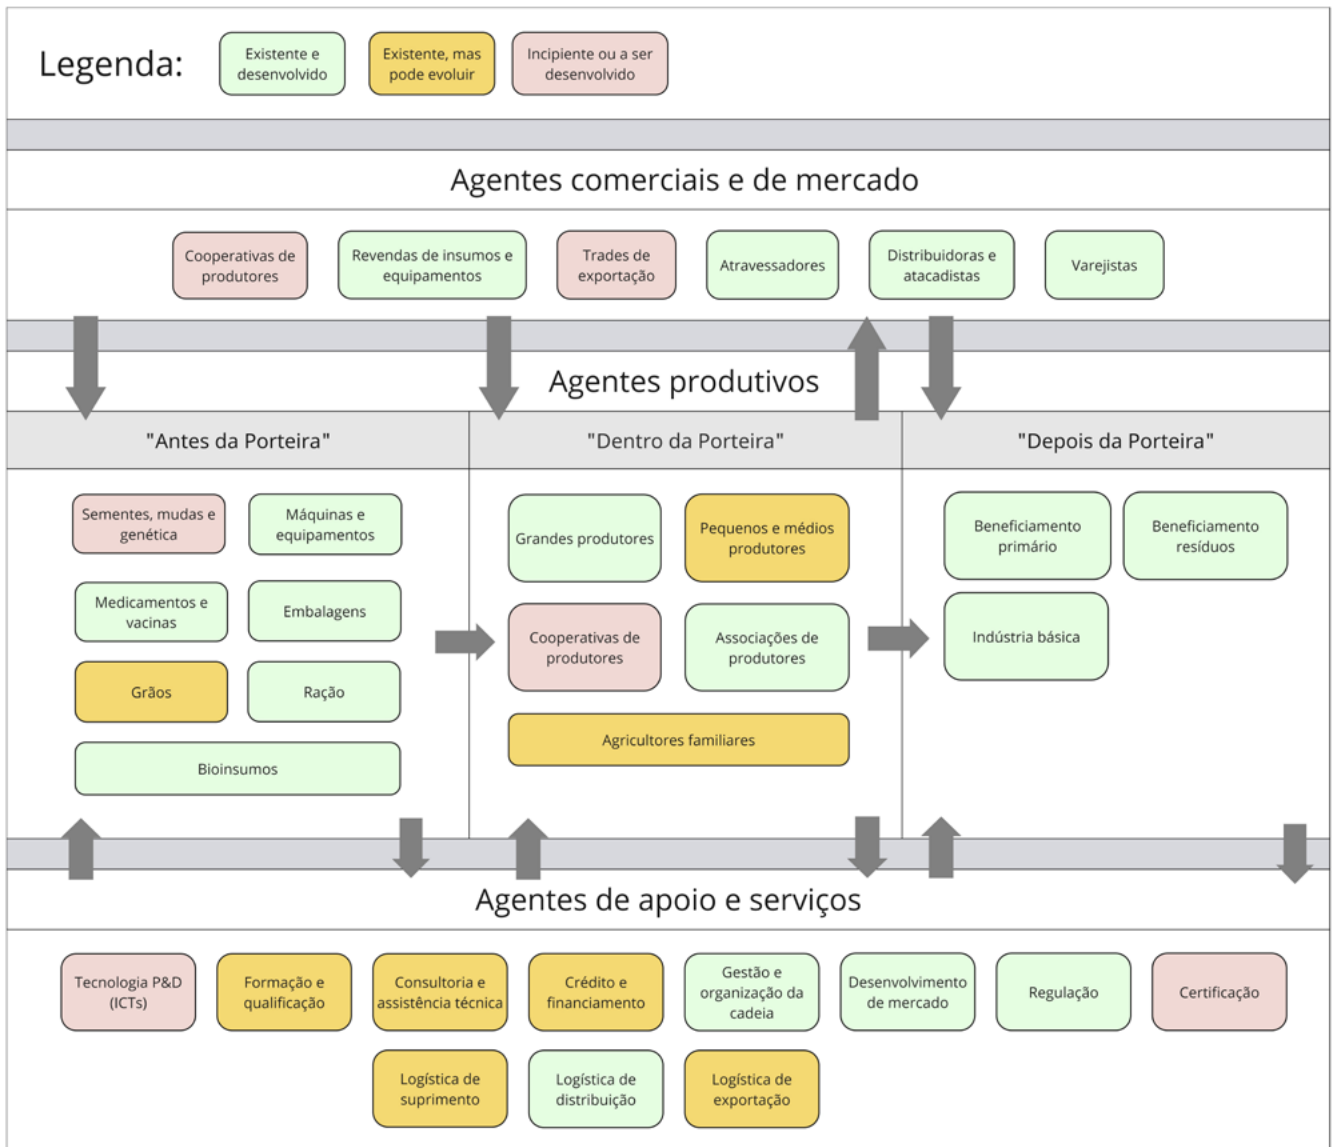 Legenda:
Existente e
desenvolvido
Existente, mas
pode evoluir
Incipiente ou a ser
desenvolvido
Agentes comerciais e de mercado
Cooperativas de
produtores
Revendas de insumos e
equipamentos
Trades de
exportação
Atravessadores
Distribuidoras e
atacadistas
Varejistas
Agentes produtivos
"Antes da Porteira"
"Dentro da Porteira"
"Depois da Porteira"
Sementes, mudas e
genética
Máquinas e
equipamentos
Medicamentos e
vacinas
Embalagens
Grãos
Ração
Bioinsumos
Grandes produtores
Pequenos e médios
produtores
Cooperativas de
produtores
Associações de
produtores
Agricultores familiares
Beneficiamento
primário
Beneficiamento
resíduos
Indústria básica
Agentes de apoio e serviços
Tecnologia P&D
(ICTs)
Formação e
qualificação
Consultoria e
assistência técnica
Crédito e
financiamento
Gestão e
organização da
cadeia
Desenvolvimento
de mercado
Regulação
Certificação
Logística de
suprimento
Logística de
distribuição
Logística de
exportação